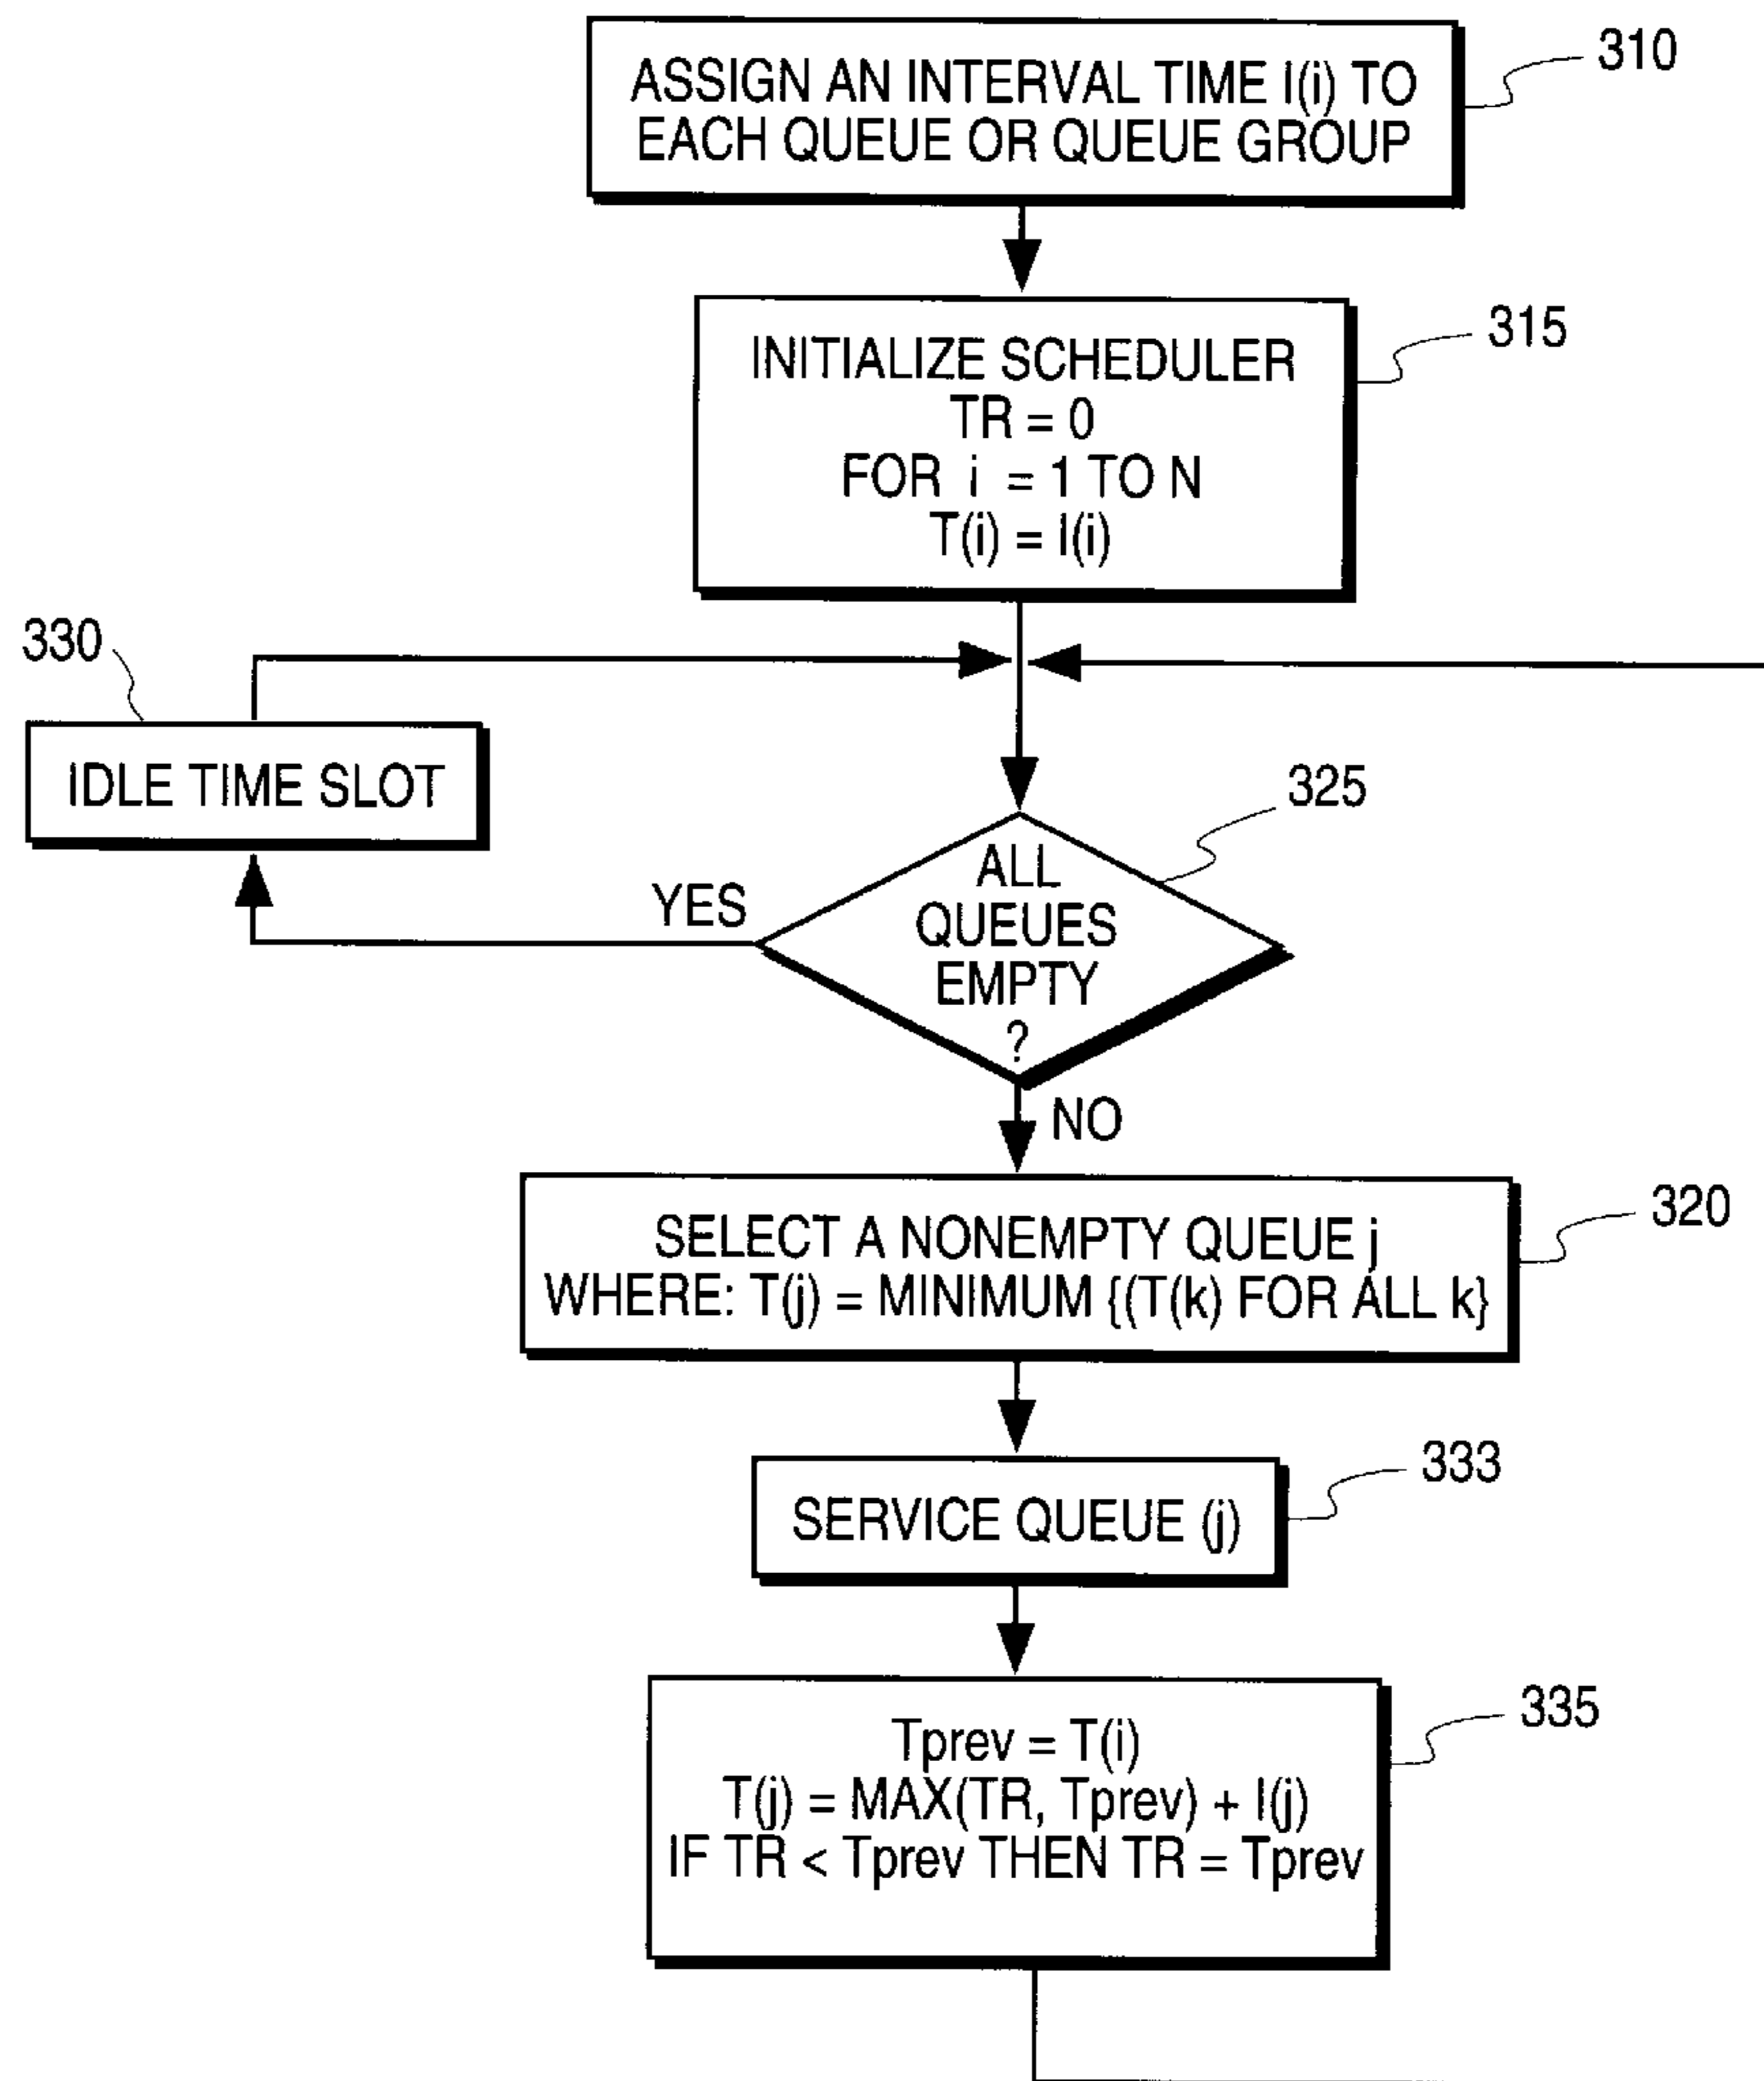 ASSIGN AN INTERVAL TIME I(i) TO
EACH QUEUE OR QUEUE GROUP
310
INITIALIZE SCHEDULER
TR = 0
FOR i = 1 TO N
T(i) = I(i)
315
330
IDLE TIME SLOT
325
ALL
QUEUES
EMPTY
?
YES
NO
SELECT A NONEMPTY QUEUE j
WHERE: T(j) = MINIMUM {(T(k) FOR ALL k}
320
SERVICE QUEUE (j)
333
Tprev = T(i)
T(j) = MAX(TR, Tprev) + I(j)
IF TR < Tprev THEN TR = Tprev
335